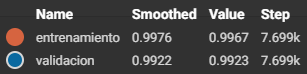 Name Smoothed Value Step
entrenamiento 0.9976 0.9967 7.699k
validacion 0.9922 0.9923 7.699k